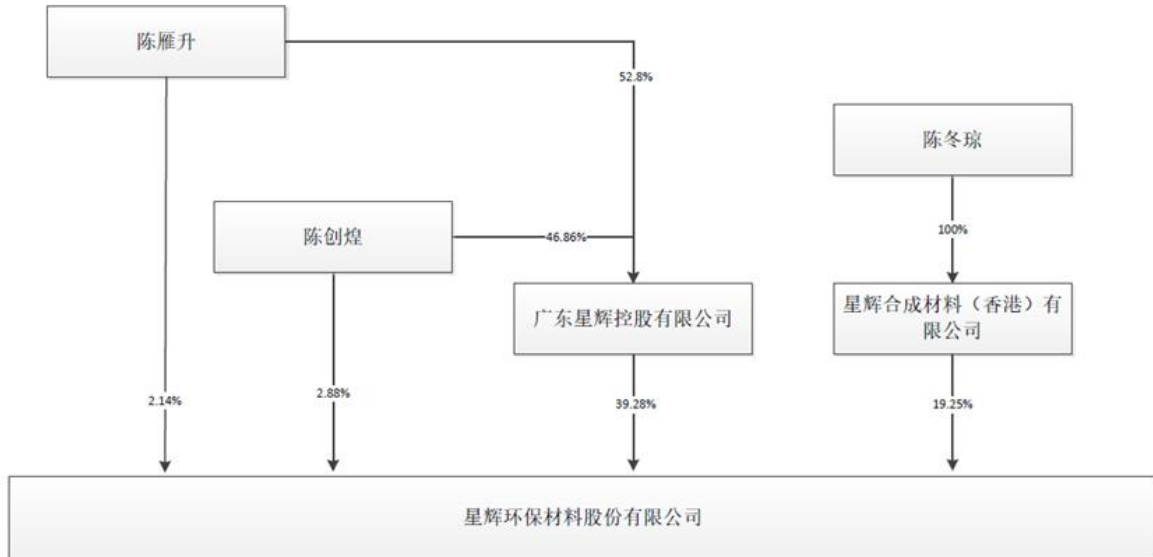 陈雁升
52.8%
陈冬琼
陈创煌
46.86%
100%
广东星辉控股有限公司
星辉合成材料（香港）有
限公司
2.14%
2.88%
39.28%
19.25%
星辉环保材料股份有限公司